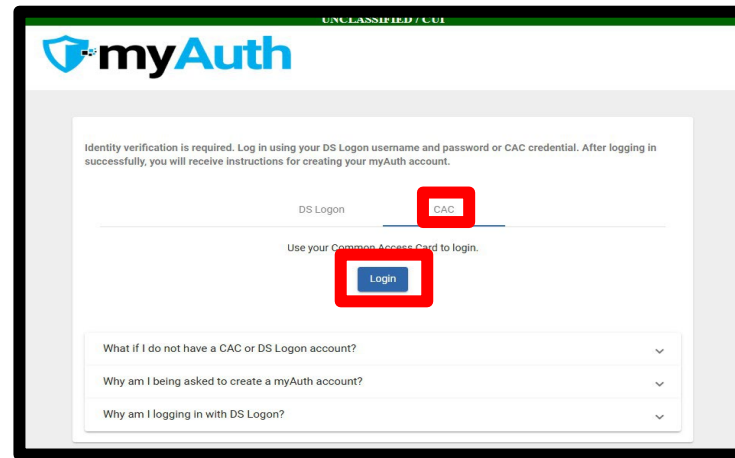 UNCLASSIFIED / CUI
myAuth
Identity verification is required. Log in using your DS Logon username and password or CAC credential. After logging in
successfully, you will receive instructions for creating your myAuth account.
DS Logon CAC
Use your Common Access Card to login.
Login
What if I do not have a CAC or DS Logon account?
Why am I being asked to create a myAuth account?
Why am I logging in with DS Logon?